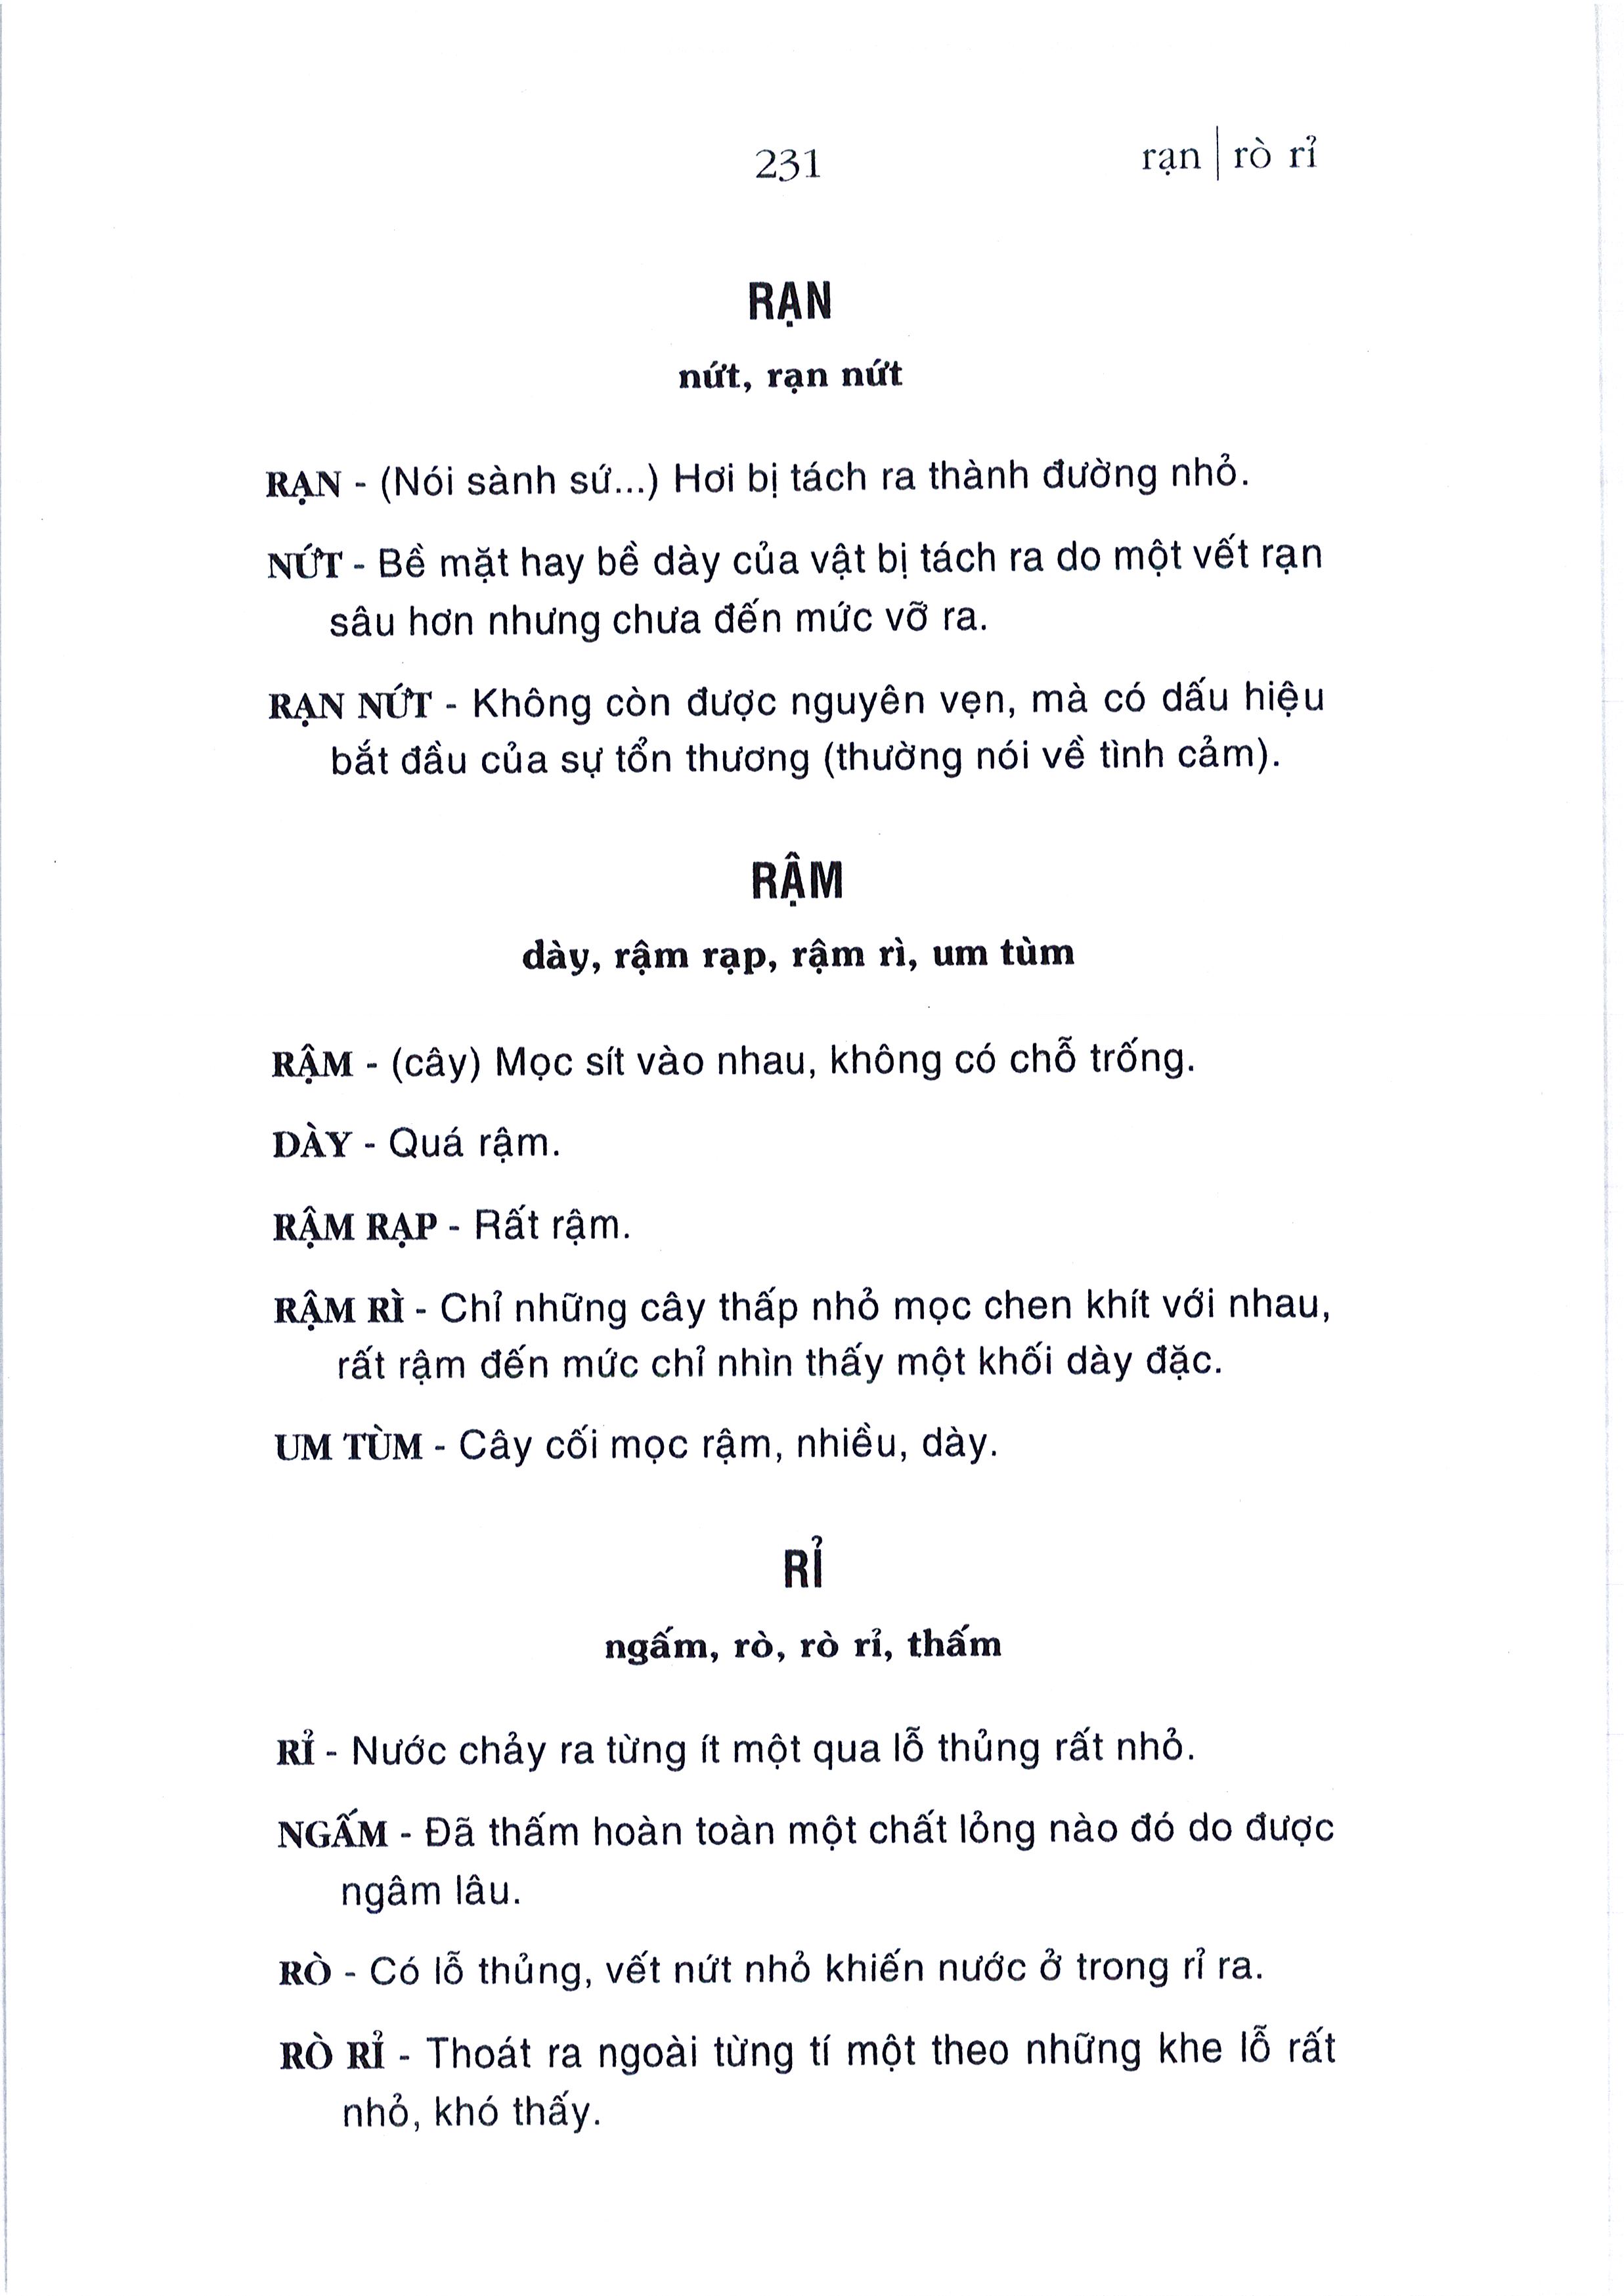 231
rạn | rò rỉ
RẠN
nứt, rạn nứt
RẠN - (Nói sành sứ...) Hơi bị tách ra thành đường nhỏ.
NỨT - Bề mặt hay bề dày của vật bị tách ra do một vết rạn
sâu hơn nhưng chưa đến mức vỡ ra.
RẠN NỨT - Không còn được nguyên vẹn, mà có dấu hiệu
bắt đầu của sự tổn thương (thường nói về tình cảm).
RẬM
dày, rậm rạp, rậm rì, um tùm
RẬM - (cây) Mọc sít vào nhau, không có chỗ trống.
DÀY - Quá rậm.
RẬM RẠP - Rất rậm.
RẬM RÌ - Chỉ những cây thấp nhỏ mọc chen khít với nhau,
rất rậm đến mức chỉ nhìn thấy một khối dày đặc.
UM TÙM - Cây cối mọc rậm, nhiều, dày.
RỈ
ngấm, rò, rò rỉ, thấm
RỈ - Nước chảy ra từng ít một qua lỗ thủng rất nhỏ.
NGẤM - Đã thấm hoàn toàn một chất lỏng nào đó do được
ngâm lâu.
RÒ - Có lỗ thủng, vết nứt nhỏ khiến nước ở trong rỉ ra.
RÒ RỈ - Thoát ra ngoài từng tí một theo những khe lỗ rất
nhỏ, khó thấy.